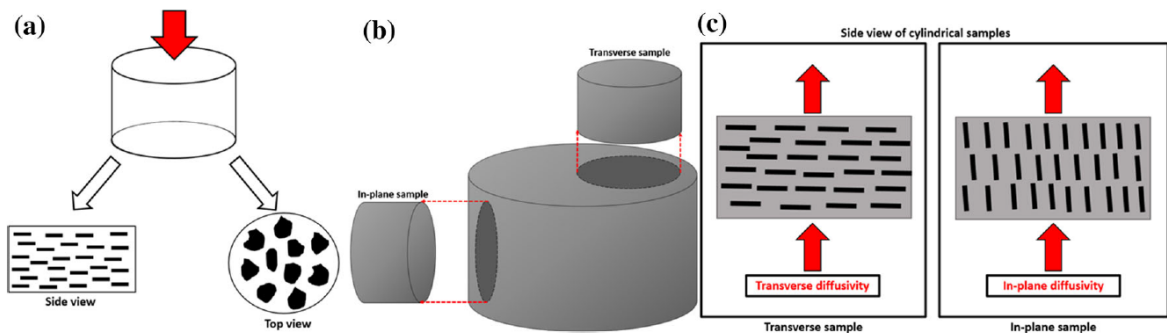 (a)
Side view
Top view
(b)
Transverse sample
In-plane sample
(c)
Side view of cylindrical samples
Transverse diffusivity
Transverse sample
In-plane diffusivity
In-plane sample